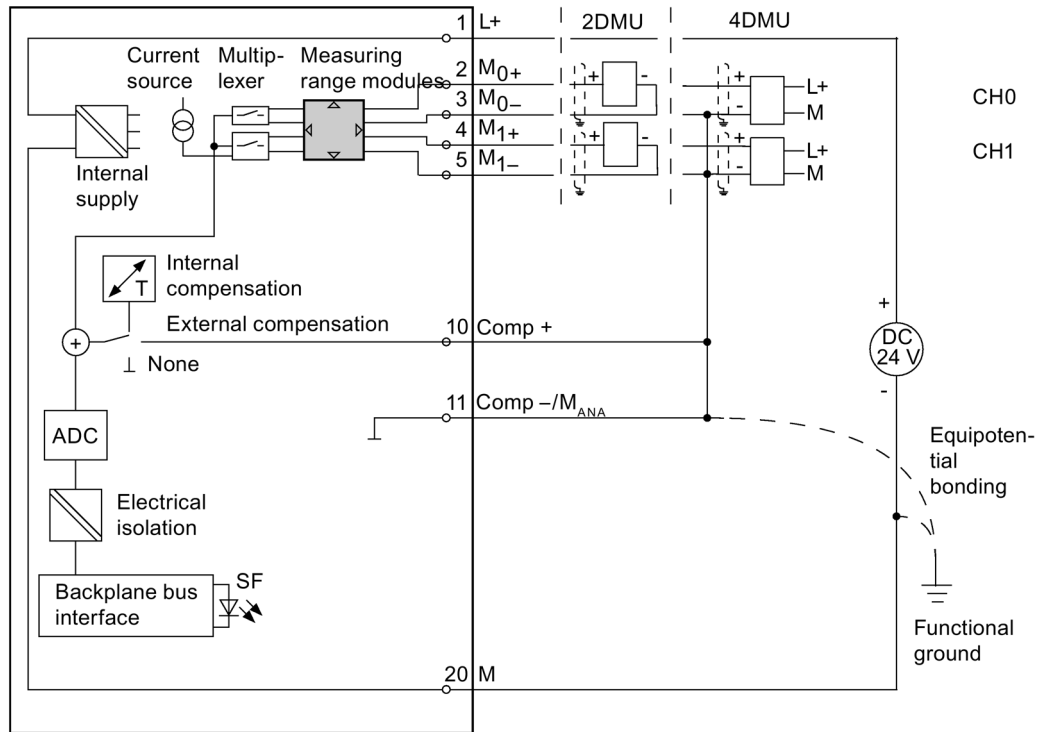 1 L+ 2DMU 4DMU
Current source
Multip-
lexer
Measuring
range modules
2 M0+
3 M0–
4 M1+
5 M1–
+ - + - L+ M CH0
+ - + - L+ M CH1
Internal
supply
Internal
compensation
T
External compensation
10 Comp +
+
⊥ None
+
DC
24 V
-
11 Comp –/MANA
ADC
Equipoten-
tial
bonding
Electrical
isolation
Backplane bus
interface
SF
Functional
ground
20 M